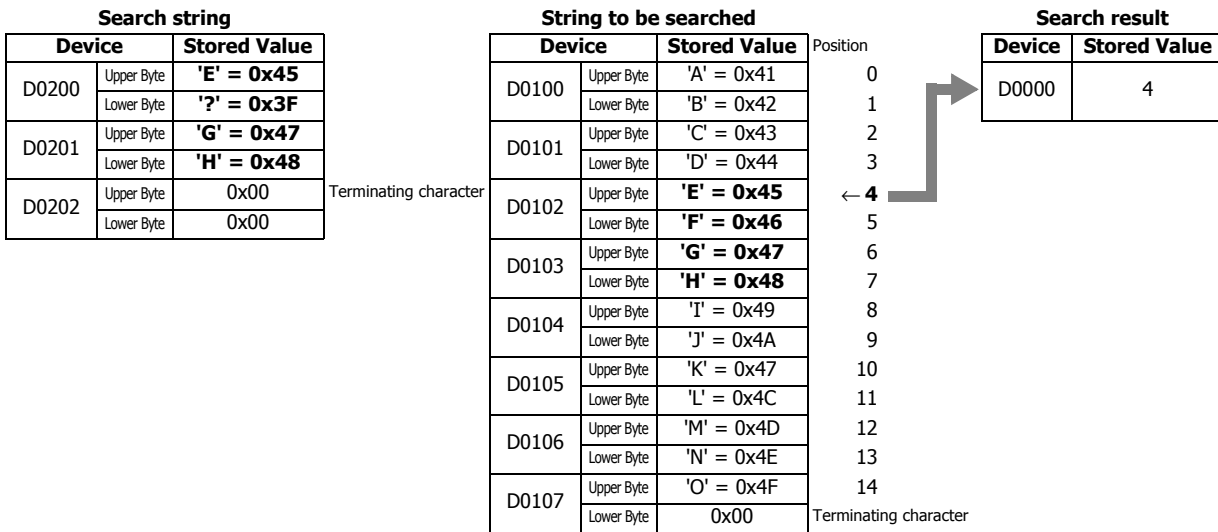 Search string
Device Stored Value
D0200 Upper Byte 'E' = 0x45
Lower Byte '?' = 0x3F
D0201 Upper Byte 'G' = 0x47
Lower Byte 'H' = 0x48
D0202 Upper Byte 0x00 Terminating character
Lower Byte 0x00
String to be searched
Device Stored Value Position
D0100 Upper Byte 'A' = 0x41 0
Lower Byte 'B' = 0x42 1
D0101 Upper Byte 'C' = 0x43 2
Lower Byte 'D' = 0x44 3
D0102 Upper Byte 'E' = 0x45 ← 4
Lower Byte 'F' = 0x46 5
D0103 Upper Byte 'G' = 0x47 6
Lower Byte 'H' = 0x48 7
D0104 Upper Byte 'I' = 0x49 8
Lower Byte 'J' = 0x4A 9
D0105 Upper Byte 'K' = 0x47 10
Lower Byte 'L' = 0x4C 11
D0106 Upper Byte 'M' = 0x4D 12
Lower Byte 'N' = 0x4E 13
D0107 Upper Byte 'O' = 0x4F 14
Lower Byte 0x00 Terminating character
Search result
Device Stored Value
D0000 4